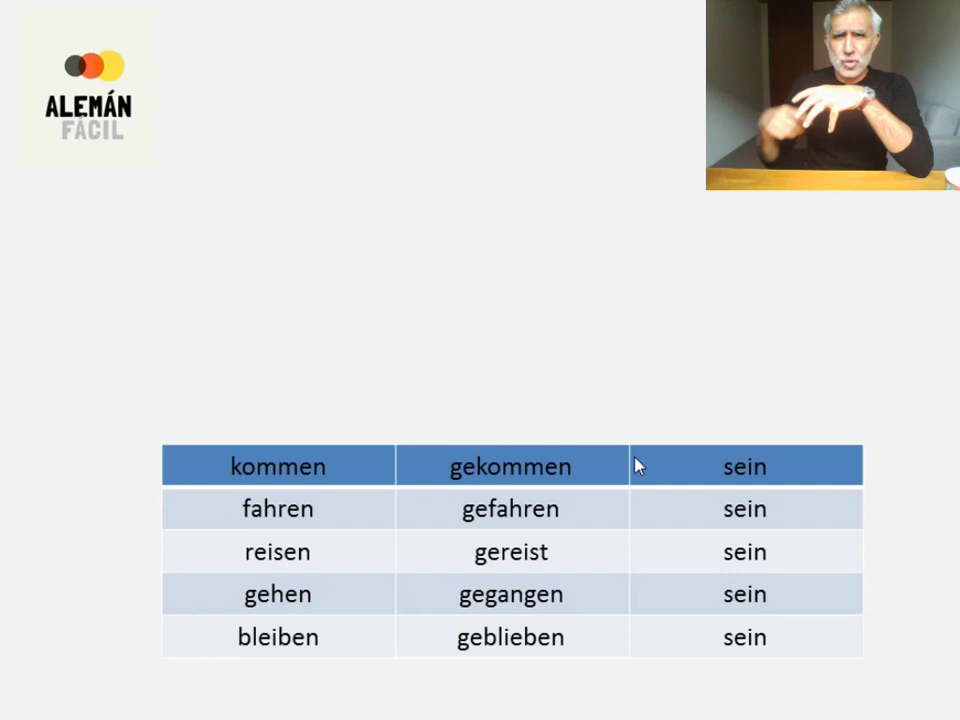 ALEMÁN
FÁCIL
kommen gekommen sein
fahren gefahren sein
reisen gereist sein
gehen gegangen sein
bleiben geblieben sein